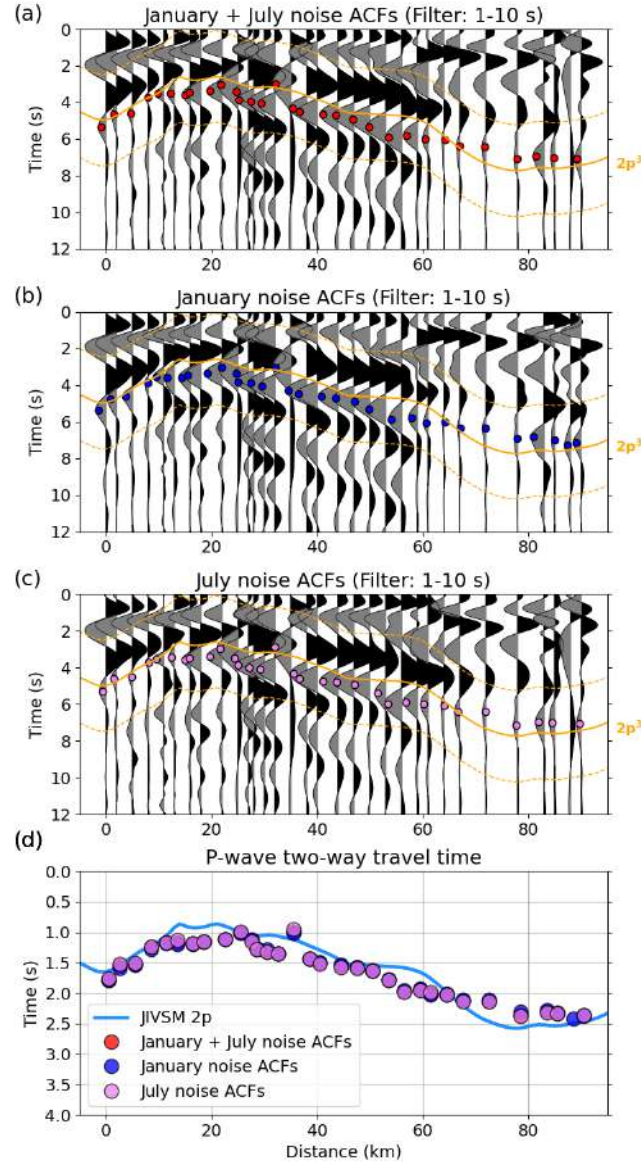 (a)
January + July noise ACFs (Filter: 1-10 s)
0
2
4
6
8
10
12
Time (s)
0
20
40
60
80
2p³
(b)
January noise ACFs (Filter: 1-10 s)
0
2
4
6
8
10
12
Time (s)
0
20
40
60
80
2p³
(c)
July noise ACFs (Filter: 1-10 s)
0
2
4
6
8
10
12
Time (s)
0
20
40
60
80
2p³
(d)
P-wave two-way travel time
0.0
0.5
1.0
1.5
2.0
2.5
3.0
3.5
4.0
Time (s)
JIVSM 2p
January + July noise ACFs
January noise ACFs
July noise ACFs
0
20
40
60
80
Distance (km)